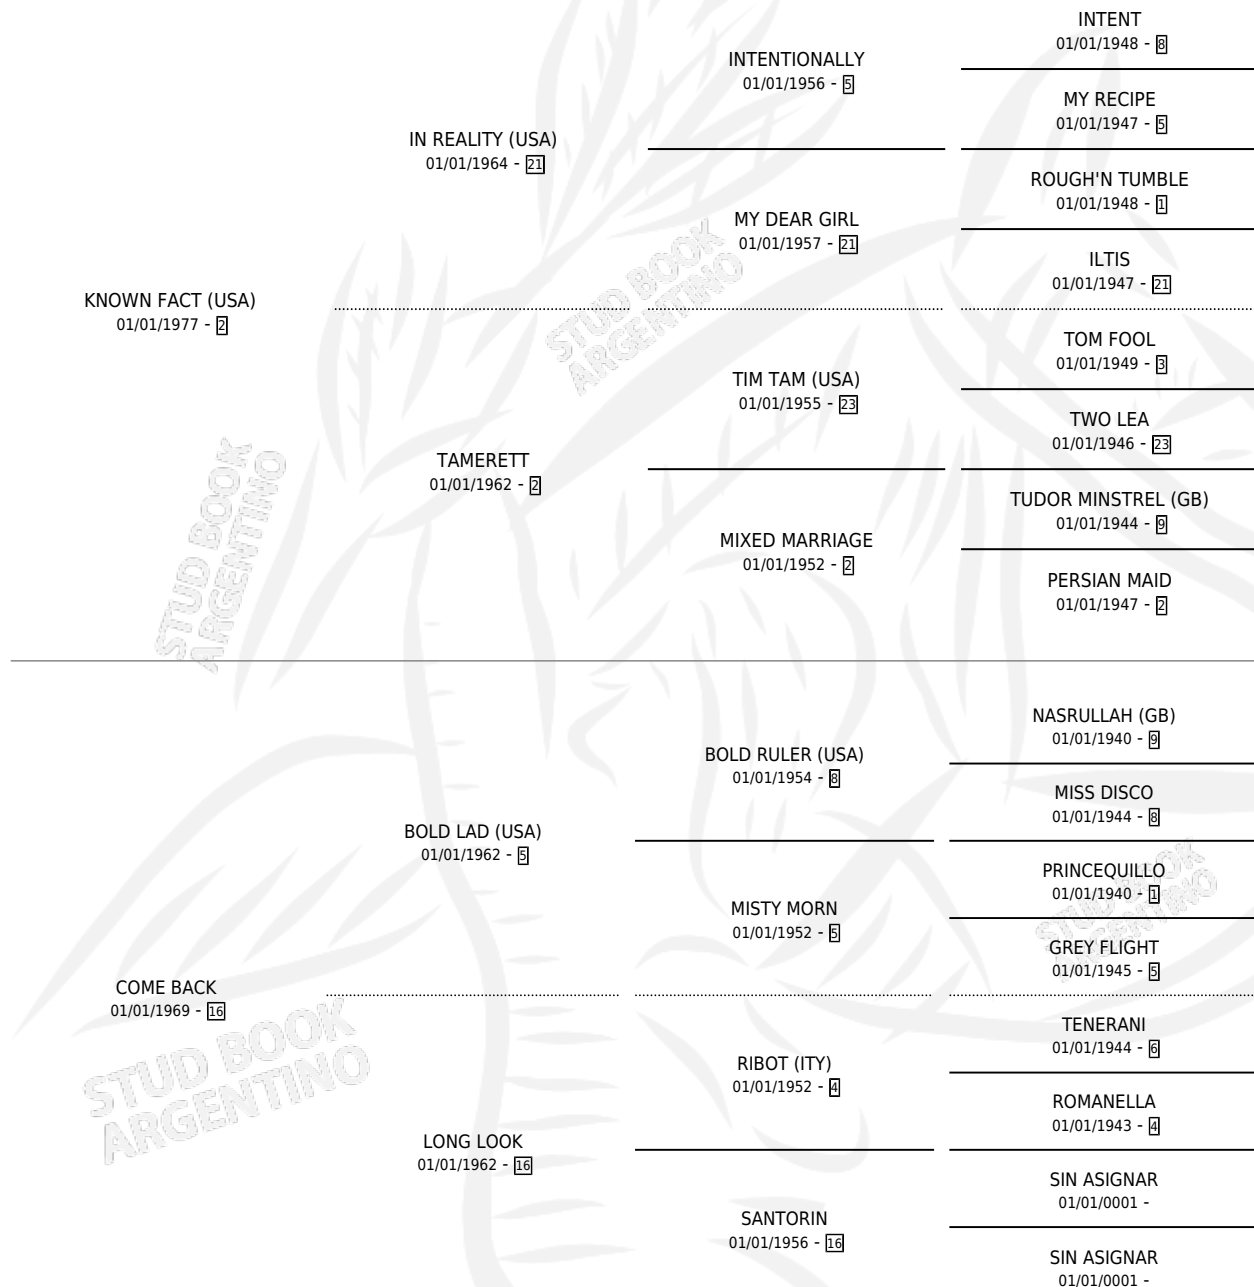 INTENT
01/01/1948 - 8
INTENTIONALLY
01/01/1956 - 5
MY RECIPE
01/01/1947 - 5
IN REALITY (USA)
01/01/1964 - 21
ROUGH'N TUMBLE
01/01/1948 - 1
MY DEAR GIRL
01/01/1957 - 21
ILTIS
01/01/1947 - 21
KNOWN FACT (USA)
01/01/1977 - 2
TOM FOOL
01/01/1949 - 3
TIM TAM (USA)
01/01/1955 - 23
TWO LEA
01/01/1946 - 23
TAMERETT
01/01/1962 - 2
TUDOR MINSTREL (GB)
01/01/1944 - 9
MIXED MARRIAGE
01/01/1952 - 2
PERSIAN MAID
01/01/1947 - 2
NASRULLAH (GB)
01/01/1940 - 9
BOLD RULER (USA)
01/01/1954 - 8
MISS DISCO
01/01/1944 - 8
BOLD LAD (USA)
01/01/1962 - 5
PRINCEQUILLO
01/01/1940 - 1
MISTY MORN
01/01/1952 - 5
GREY FLIGHT
01/01/1945 - 5
COME BACK
01/01/1969 - 16
TENERANI
01/01/1944 - 6
RIBOT (ITY)
01/01/1952 - 4
ROMANELLA
01/01/1943 - 4
LONG LOOK
01/01/1962 - 16
SIN ASIGNAR
01/01/0001 -
SANTORIN
01/01/1956 - 16
SIN ASIGNAR
01/01/0001 -
STUD BOOK
ARGENTINO
STUD BOOK
ARGENTINO
STUD BOOK
ARGENTINO
STUD BOOK
ARGENTINO